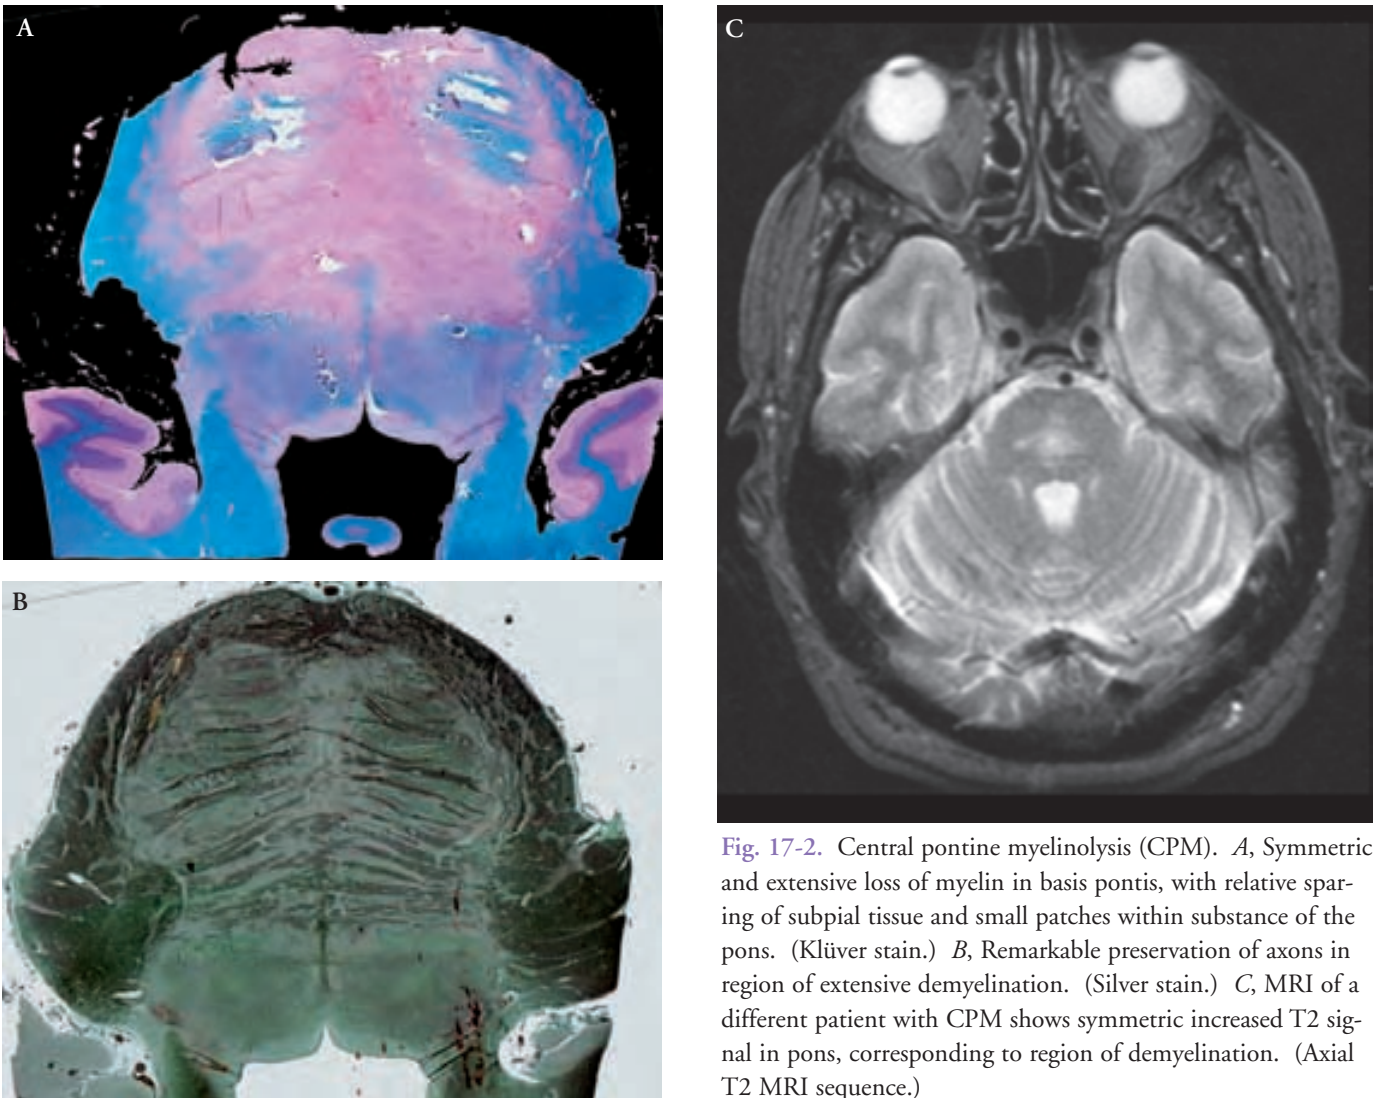 A
B
C
Fig. 17-2. Central pontine myelinolysis (CPM). A, Symmetric
and extensive loss of myelin in basis pontis, with relative spar-
ing of subpial tissue and small patches within substance of the
pons. (Klüver stain.) B, Remarkable preservation of axons in
region of extensive demyelination. (Silver stain.) C, MRI of a
different patient with CPM shows symmetric increased T2 sig-
nal in pons, corresponding to region of demyelination. (Axial
T2 MRI sequence.)